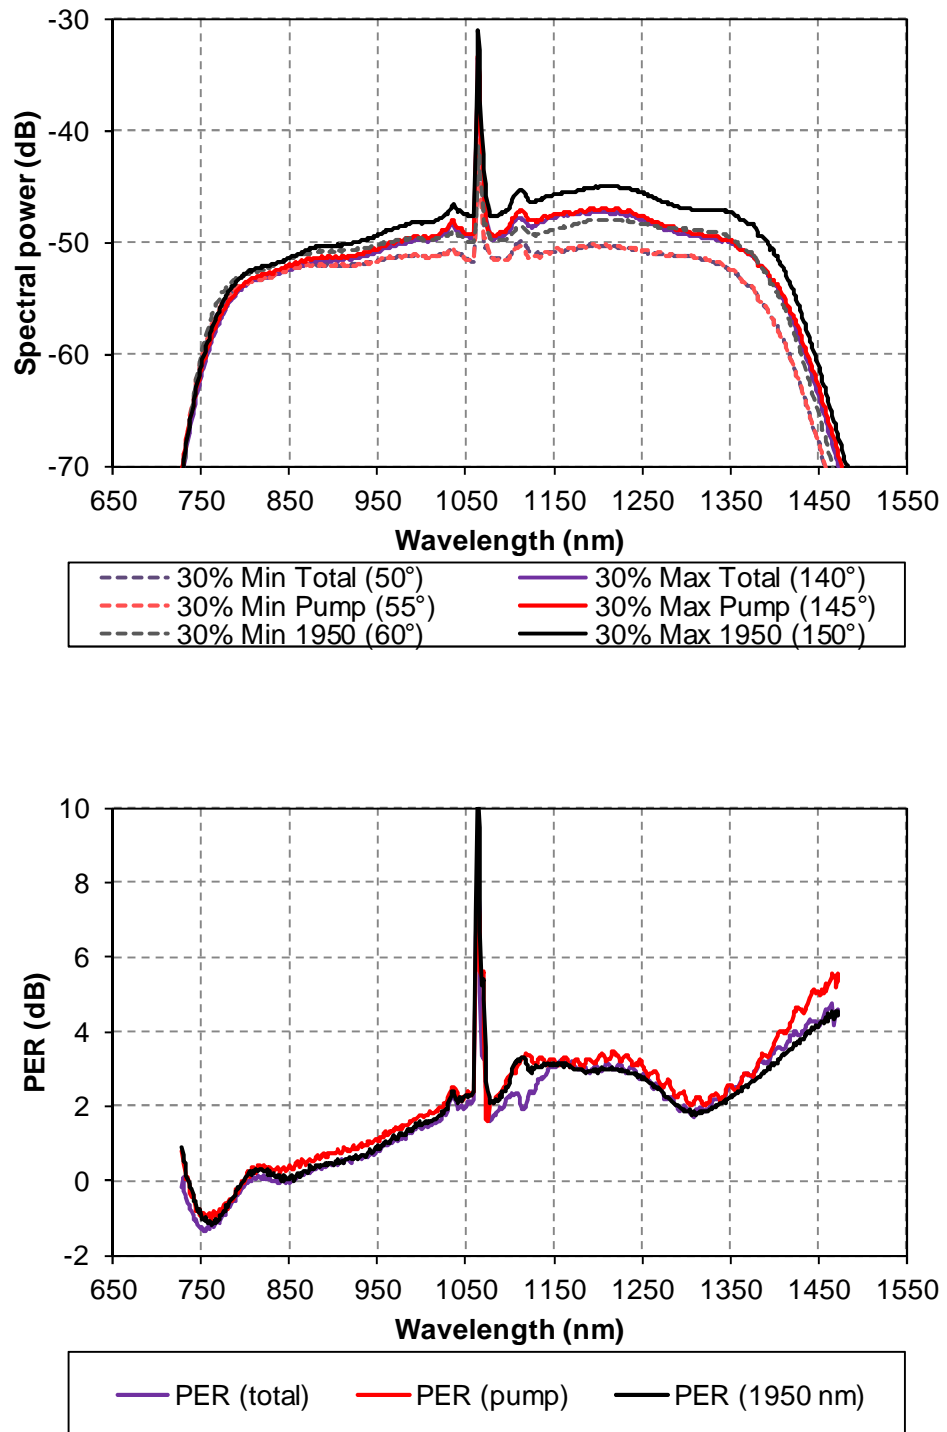 -30
-40
-50
-60
-70
Spectral power (dB)
650 750 850 950 1050 1150 1250 1350 1450 1550
Wavelength (nm)
30% Min Total (50°) 30% Max Total (140°)
30% Min Pump (55°) 30% Max Pump (145°)
30% Min 1950 (60°) 30% Max 1950 (150°)
10
8
6
4
2
0
-2
PER (dB)
650 750 850 950 1050 1150 1250 1350 1450 1550
Wavelength (nm)
PER (total) PER (pump) PER (1950 nm)